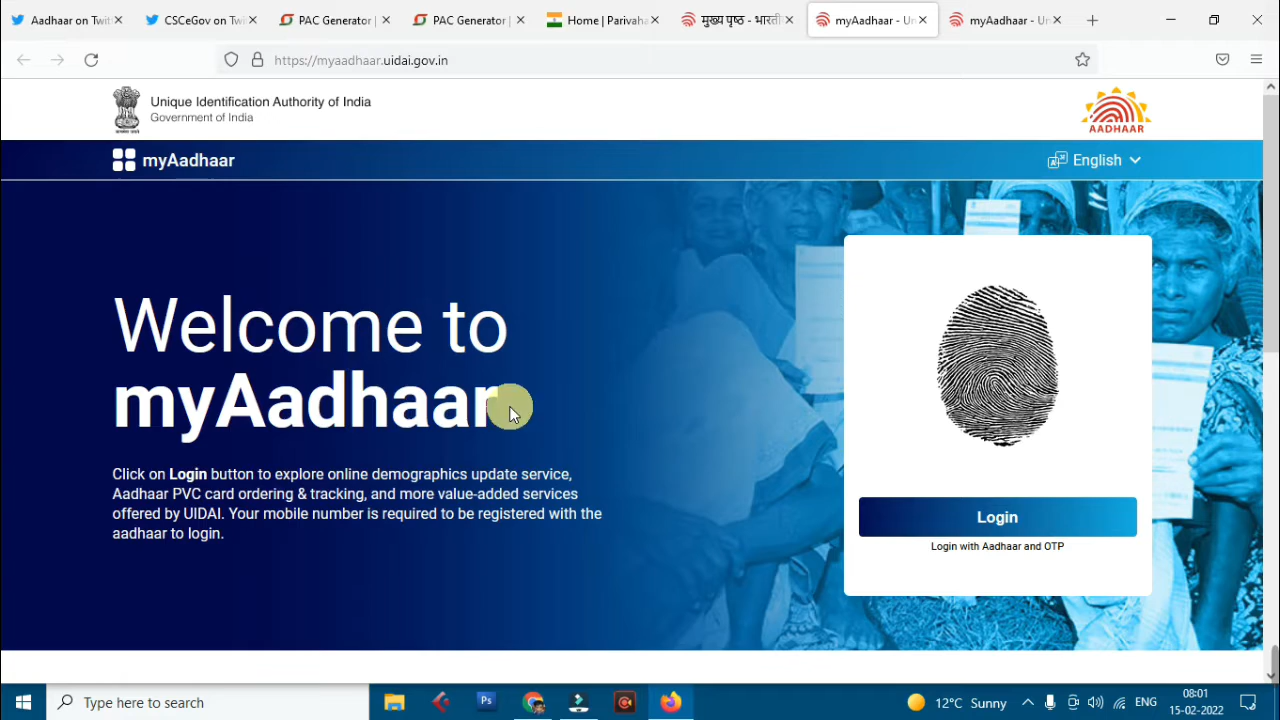 Aadhaar on Twit
CSCeGov on Twi
PAC Generator |
PAC Generator |
Home | Parivaha
मुख्य पृष्ठ - भारती
myAadhaar - Un
myAadhaar - Un
https://myaadhaar.uidai.gov.in
Unique Identification Authority of India
Government of India
AADHAAR
myAadhaar
English
Welcome to
myAadhaar
Click on Login button to explore online demographics update service,
Aadhaar PVC card ordering & tracking, and more value-added services
offered by UIDAI. Your mobile number is required to be registered with the
aadhaar to login.
Login
Login with Aadhaar and OTP
Type here to search
Ps
12°C Sunny
ENG
08:01
15-02-2022